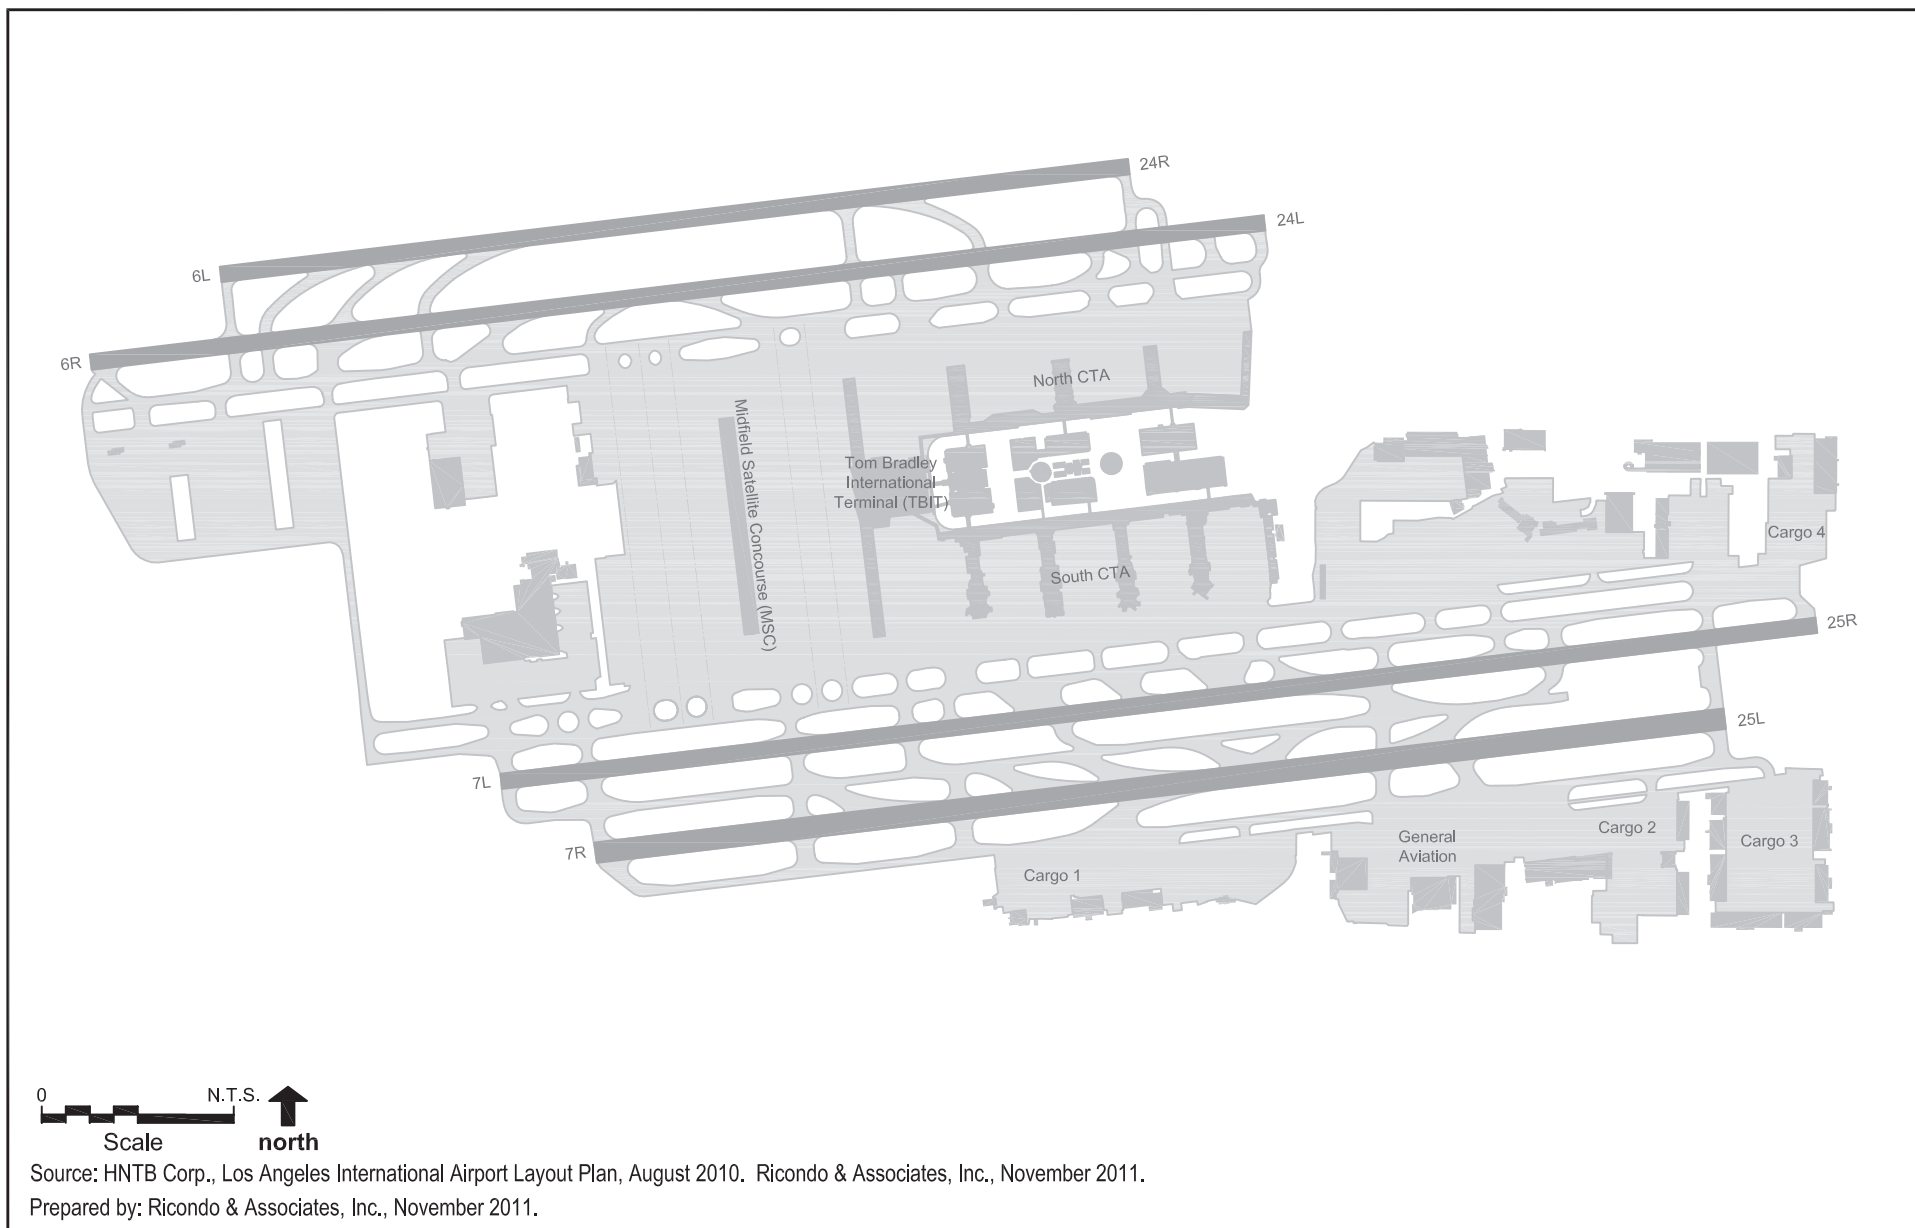 24R
24L
6L
6R
North CTA
Midfield Satellite Concourse (MSC)
Tom Bradley
International
Terminal (TBIT)
Cargo 4
South CTA
25R
25L
7L
7R
General
Aviation
Cargo 2
Cargo 3
Cargo 1
0 N.T.S.
Scale
north
Source: HNTB Corp., Los Angeles International Airport Layout Plan, August 2010. Ricondo & Associates, Inc., November 2011.
Prepared by: Ricondo & Associates, Inc., November 2011.